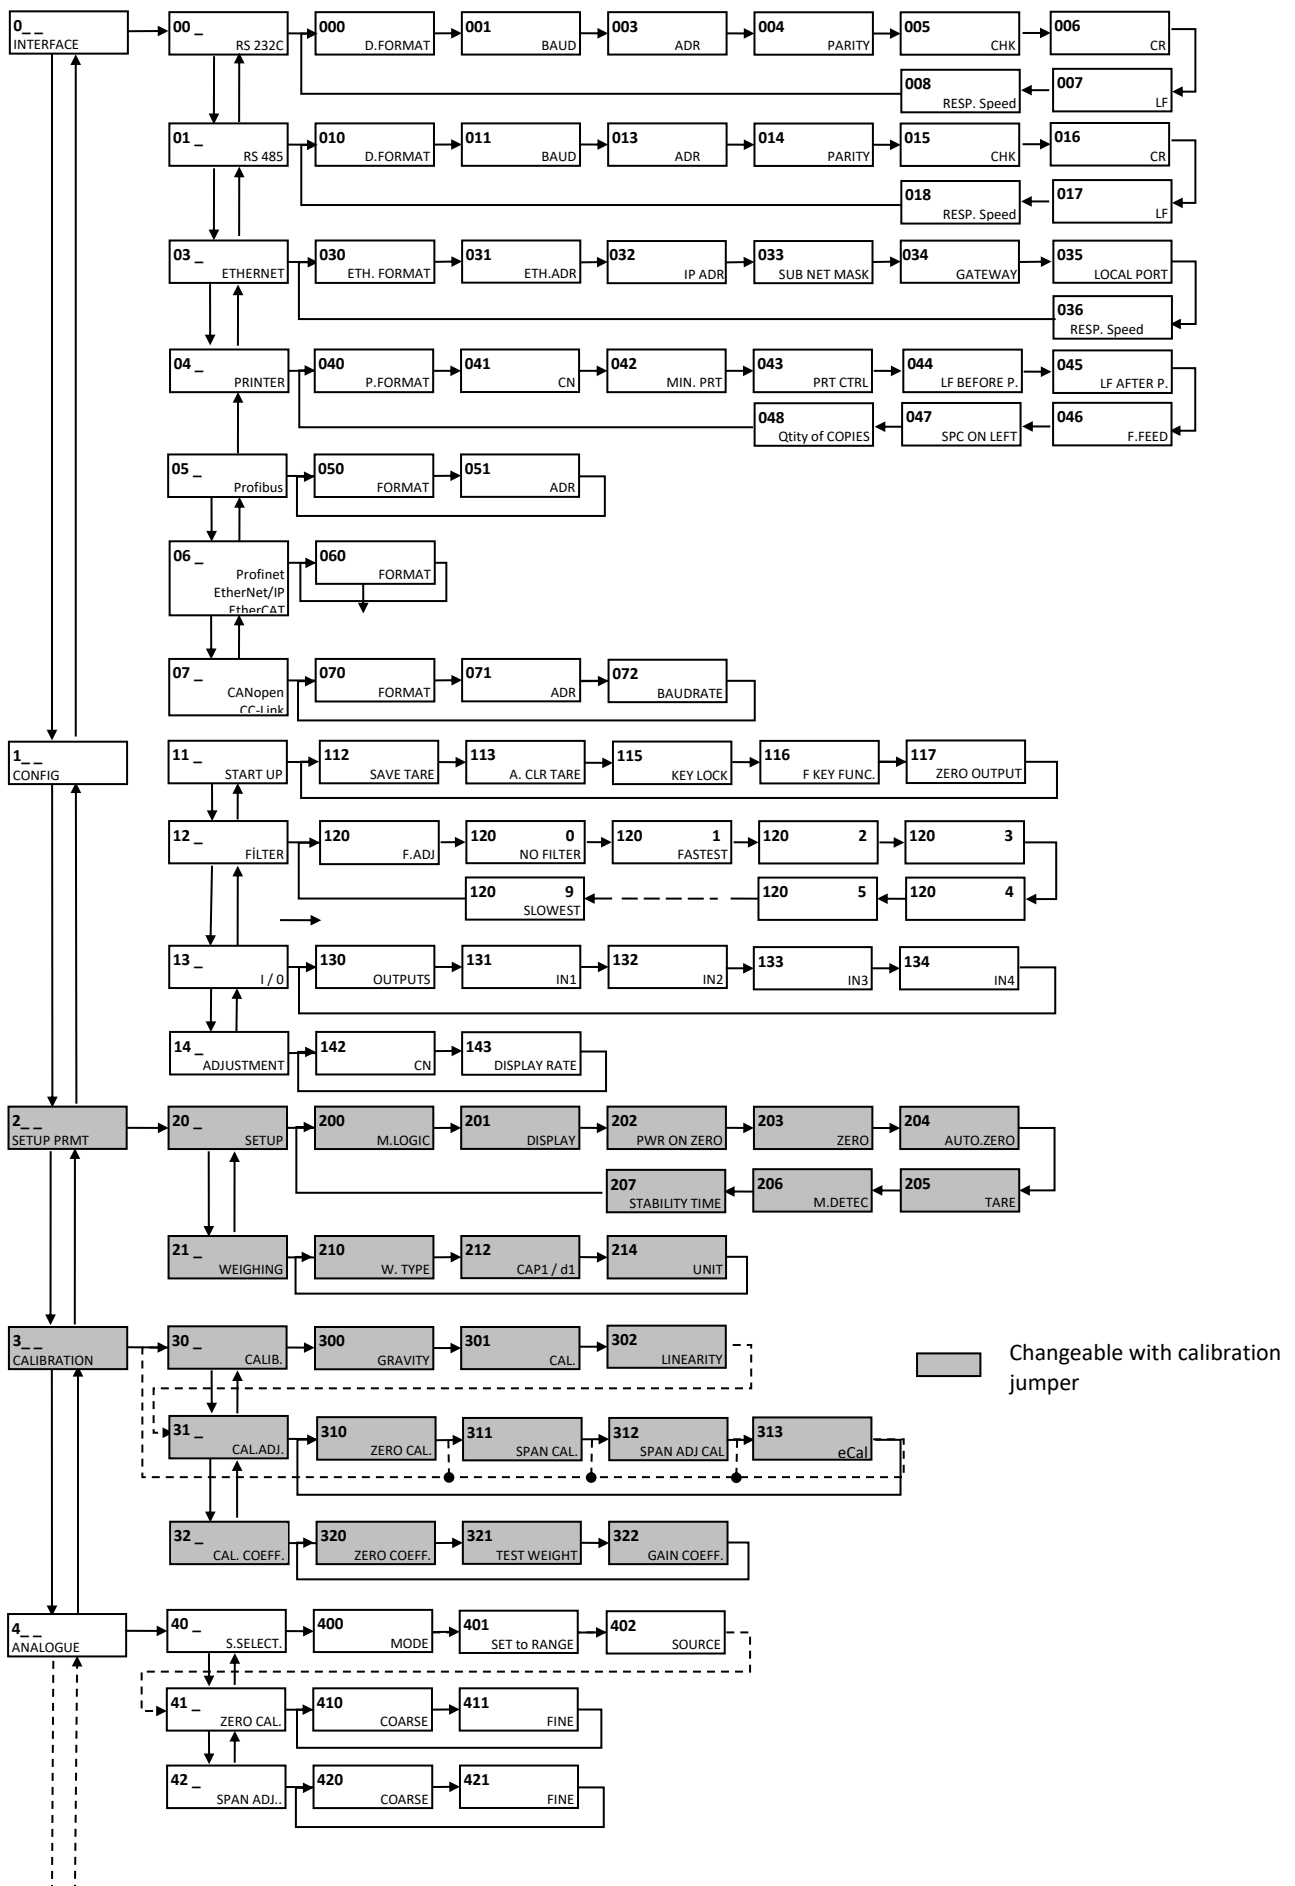 0_ _
INTERFACE
00 _
RS 232C
000
D.FORMAT
001
BAUD
003
ADR
004
PARITY
005
CHK
006
CR
008
RESP. Speed
007
LF
01 _
RS 485
010
D.FORMAT
011
BAUD
013
ADR
014
PARITY
015
CHK
016
CR
018
RESP. Speed
017
LF
03 _
ETHERNET
030
ETH. FORMAT
031
ETH.ADR
032
IP ADR
033
SUB NET MASK
034
GATEWAY
035
LOCAL PORT
036
RESP. Speed
04 _
PRINTER
040
P.FORMAT
041
CN
042
MIN. PRT
043
PRT CTRL
044
LF BEFORE P.
045
LF AFTER P.
048
Qtity of COPIES
047
SPC ON LEFT
046
F.FEED
05 _
Profibus
050
FORMAT
051
ADR
06 _
Profinet
EtherNet/IP
EtherCAT
060
FORMAT
07 _
CANopen
CC-Link
070
FORMAT
071
ADR
072
BAUDRATE
1_ _
CONFIG
11 _
START UP
112
SAVE TARE
113
A. CLR TARE
115
KEY LOCK
116
F KEY FUNC.
117
ZERO OUTPUT
12 _
FİLTER
120
F.ADJ
120 0
NO FILTER
120 1
FASTEST
120 2
120 3
120 9
SLOWEST
120 5
120 4
13 _
I / 0
130
OUTPUTS
131
IN1
132
IN2
133
IN3
134
IN4
14 _
ADJUSTMENT
142
CN
143
DISPLAY RATE
2_ _
SETUP PRMT
20 _
SETUP
200
M.LOGIC
201
DISPLAY
202
PWR ON ZERO
203
ZERO
204
AUTO.ZERO
207
STABILITY TIME
206
M.DETEC
205
TARE
21 _
WEIGHING
210
W. TYPE
212
CAP1 / d1
214
UNIT
3_ _
CALIBRATION
30 _
CALIB.
300
GRAVITY
301
CAL.
302
LINEARITY
Changeable with calibration
jumper
31 _
CAL.ADJ.
310
ZERO CAL.
311
SPAN CAL.
312
SPAN ADJ CAL
313
eCal
32 _
CAL. COEFF.
320
ZERO COEFF.
321
TEST WEIGHT
322
GAIN COEFF.
4_ _
ANALOGUE
40 _
S.SELECT.
400
MODE
401
SET to RANGE
402
SOURCE
41 _
ZERO CAL.
410
COARSE
411
FINE
42 _
SPAN ADJ..
420
COARSE
421
FINE